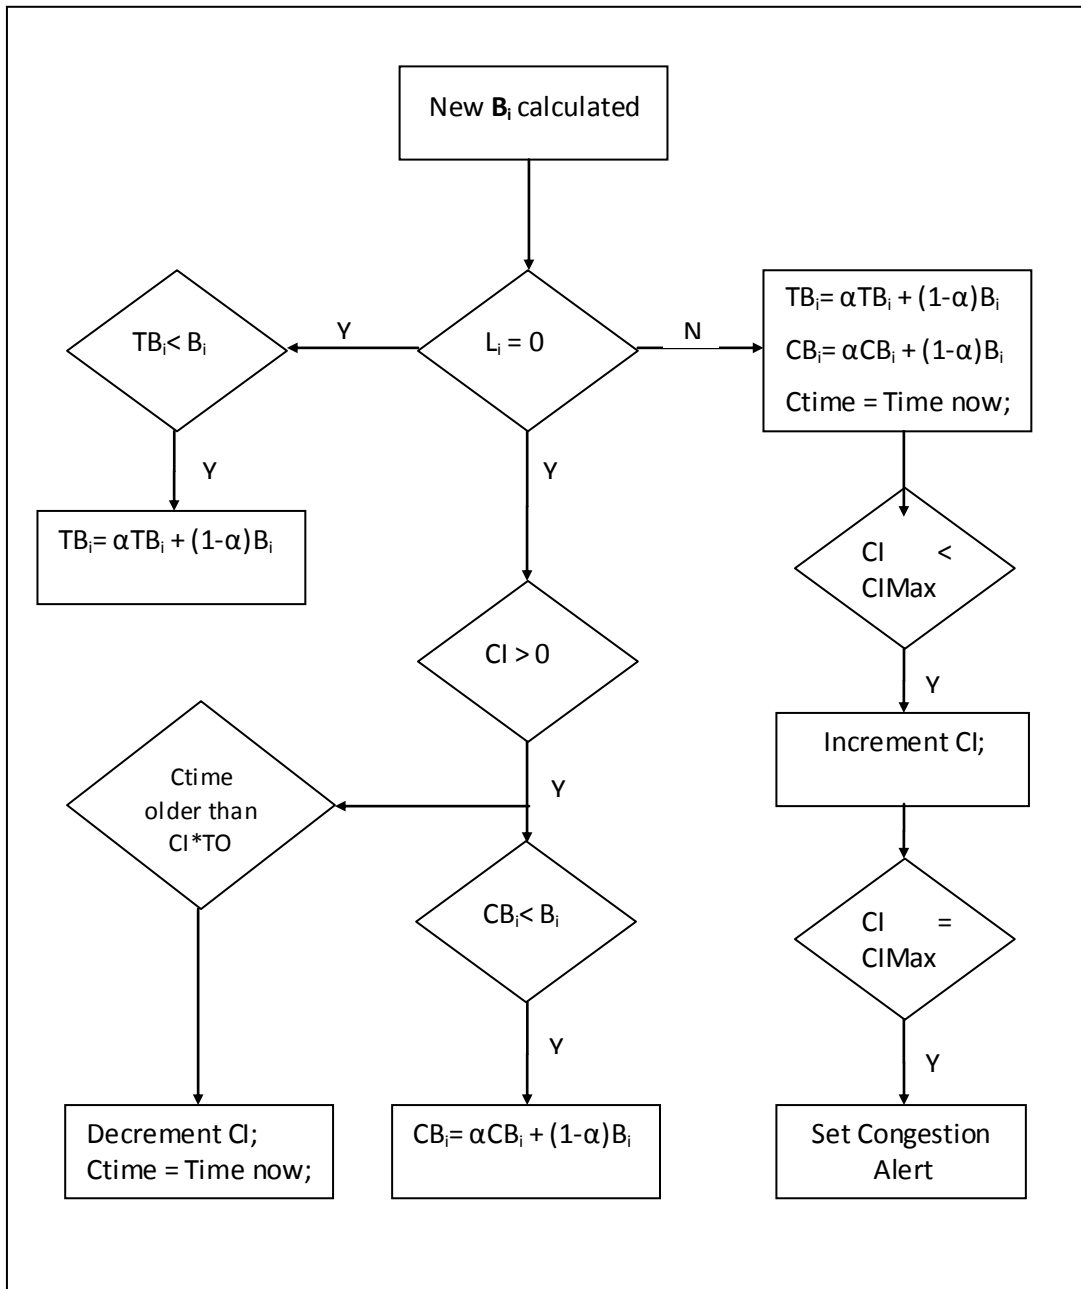 New Bᵢ calculated
TBᵢ< Bᵢ
Y
Lᵢ = 0
N
TBᵢ= αTBᵢ + (1-α)Bᵢ
CBᵢ= αCBᵢ + (1-α)Bᵢ
Ctime = Time now;
Y
Y
TBᵢ= αTBᵢ + (1-α)Bᵢ
CI <
CIMax
CI > 0
Y
Increment CI;
Ctime
older than
CI*TO
Y
CBᵢ< Bᵢ
CI =
CIMax
Y
Y
Decrement CI;
Ctime = Time now;
CBᵢ= αCBᵢ + (1-α)Bᵢ
Set Congestion
Alert